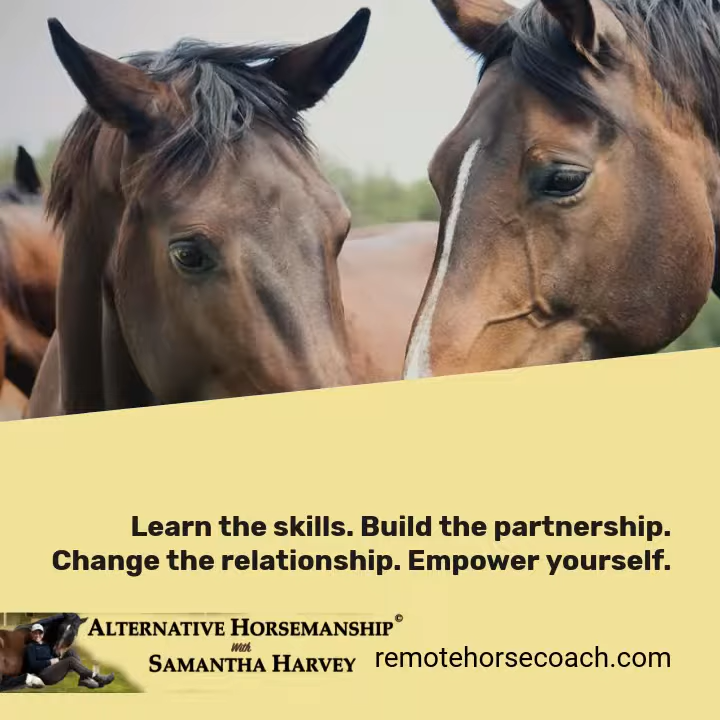 Learn the skills. Build the partnership.
Change the relationship. Empower yourself.
ALTERNATIVE HORSEMANSHIP©
With
SAMANTHA HARVEY
remotehorsecoach.com